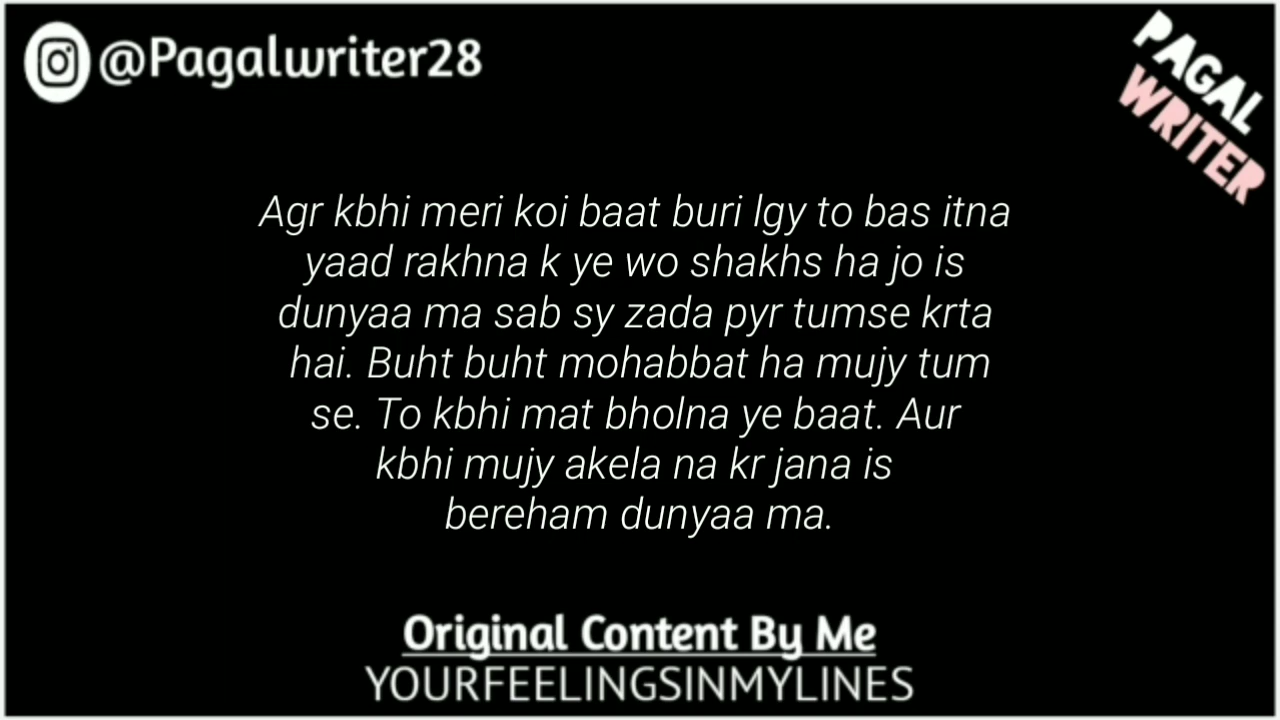 @Pagalwriter28
PAGAL
WRITER
Agr kbhi meri koi baat buri lgy to bas itna
yaad rakhna k ye wo shakhs ha jo is
dunyaa ma sab sy zada pyr tumse krta
hai. Buht buht mohabbat ha mujy tum
se. To kbhi mat bholna ye baat. Aur
kbhi mujy akela na kr jana is
bereham dunyaa ma.
Original Content By Me
YOURFEELINGSINMYLINES